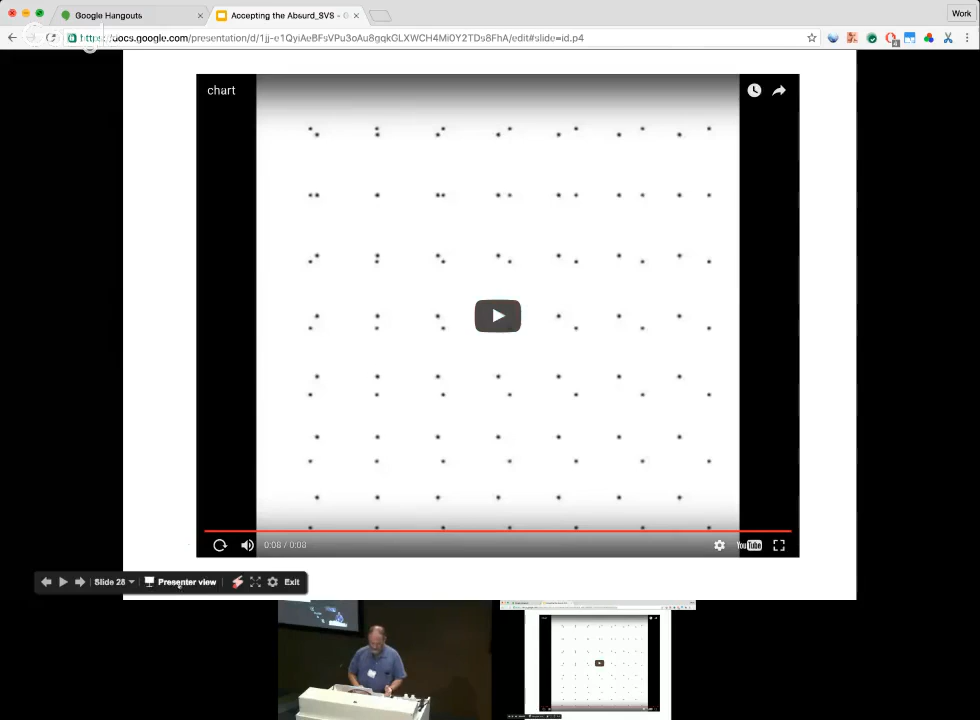 Google Hangouts
Accepting the Absurd_SVS - G
Work
https://docs.google.com/presentation/d/1jj-e1QyiAeBFsVPu3oAu8gqkGLXWCH4Mi0Y2TDs8FhA/edit#slide=id.p4
chart
0:08 / 0:08
YouTube
Slide 28
Presenter view
Exit